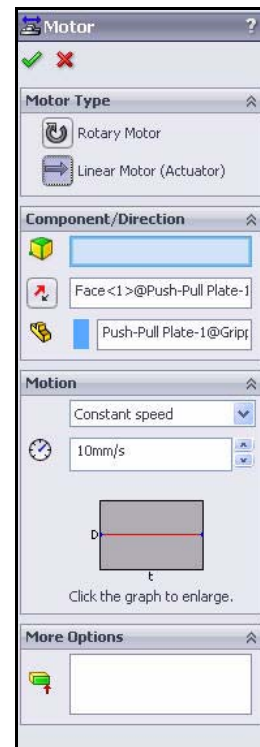 Motor ?
Motor Type
Rotary Motor
Linear Motor (Actuator)
Component/Direction
Face<1>@Push-Pull Plate-1
Push-Pull Plate-1@Gripp
Motion
Constant speed
10mm/s
D
t
Click the graph to enlarge.
More Options